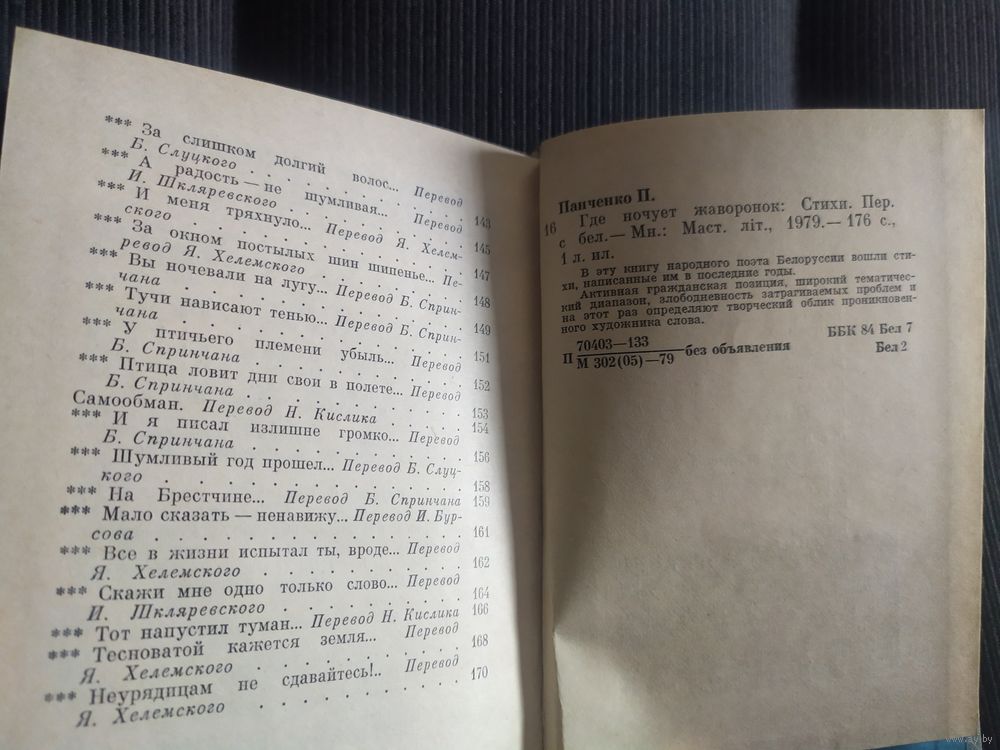 *** За слишком долгий волос... Перевод
Б. Слуцкого . . . . . . . . 143
*** А радость — не шумливая... Перевод
И. Шкляревского . . . . . . . 145
*** И меня тряхнуло... Перевод Я. Хелем-
ского . . . . . . . . . . 147
*** За окном постылых шин шипенье... Пе-
ревод Я. Хелемского . . . . . . 148
*** Вы ночевали на лугу... Перевод Б. Сприн-
чана . . . . . . . . . . 149
*** Тучи нависают тенью... Перевод Б. Сприн-
чана . . . . . . . . . . 151
*** У птичьего племени убыль... Перевод
Б. Спринчана . . . . . . . . 152
*** Птица ловит дни свои в полете... Перевод
Б. Спринчана . . . . . . . . 153
Самообман. Перевод Н. Кислика . . . . 154
*** И я писал излишне громко... Перевод
Б. Спринчана . . . . . . . . 156
*** Шумливый год прошел... Перевод Б. Слуц-
кого . . . . . . . . . . 158
*** На Брестчине... Перевод Б. Спринчана 159
*** Мало сказать — ненавижу... Перевод И. Бур-
сова . . . . . . . . . . 161
*** Все в жизни испытал ты, вроде... Перевод
Я. Хелемского . . . . . . . . 162
*** Скажи мне одно только слово... Перевод
И. Шкляревского . . . . . . . 164
*** Тот напустил туман... Перевод Н. Кислика 166
*** Тесноватой кажется земля... Перевод
Я. Хелемского . . . . . . . . 168
*** Неурядицам не сдавайтесь!.. Перевод
Я. Хелемского . . . . . . . . 170
Панченко П.
16 Где ночует жаворонок: Стихи. Пер.
с бел. — Мн.: Маст. літ., 1979. — 176 с.,
1 л. ил.
В эту книгу народного поэта Белоруссии вошли сти-
хи, написанные им в последние годы.
Активная гражданская позиция, широкий тематичес-
кий диапазон, злободневность затрагиваемых проблем и
на этот раз определяют творческий облик проникновен-
ного художника слова.
70403—133
П М 302(05)—79 без объявления
ББК 84 Бел 7
Бел 2
www.ay.by